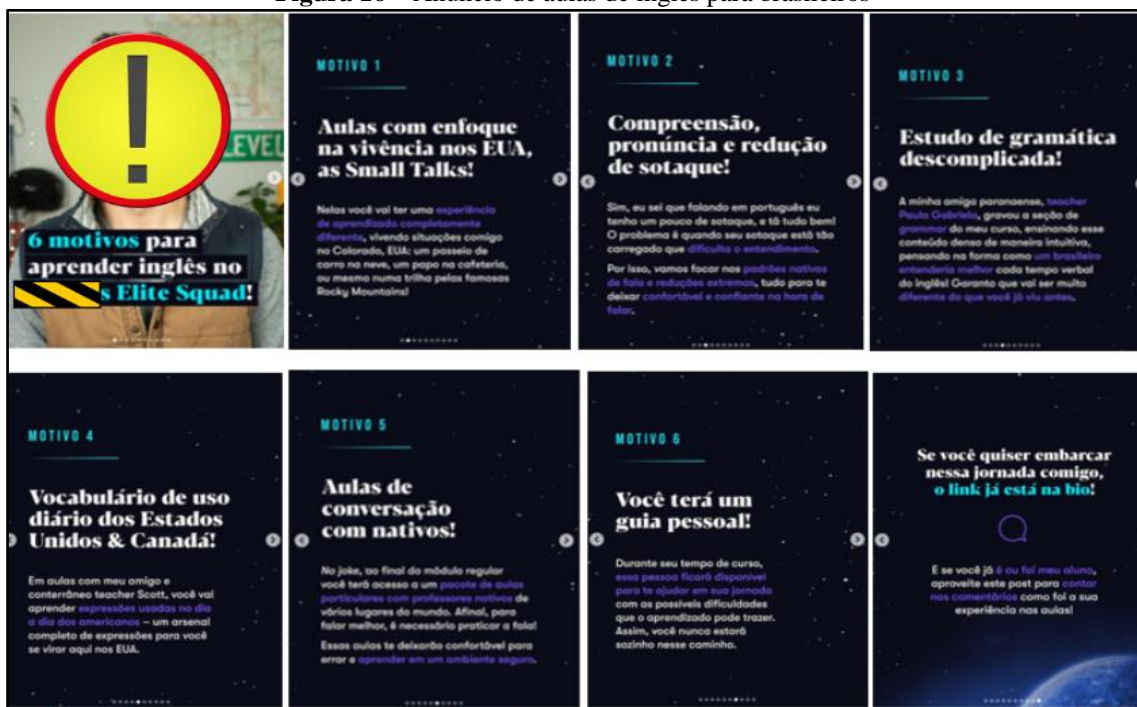 Figura 10 – Anúncio de aulas de inglês para brasileiros
LEVEL
6 motivos para
aprender inglês no
s Elite Squad!
MOTIVO 1
Aulas com enfoque
na vivência nos EUA,
as Small Talks!
Nelas você vai ter uma experiência
de aprendizado completamente
diferente, vivendo situações comigo
no Colorado, EUA: um passeio de
carro na neve, um papo na cafeteria,
ou mesmo numa trilha pelas famosas
Rocky Mountains!
MOTIVO 2
Compreensão,
pronúncia e redução
de sotaque!
Sim, eu sei que falando em português eu
tenho um pouco de sotaque, e tá tudo bem!
O problema é quando seu sotaque está tão
carregado que dificulta o entendimento.
Por isso, vamos focar nos padrões nativos
de fala e reduções extremas, tudo para te
deixar confortável e confiante na hora de
falar.
MOTIVO 3
Estudo de gramática
descomplicada!
A minha amiga paranaense, teacher
Paula Gabriela, gravou a seção de
grammar do meu curso, ensinando esse
conteúdo denso de maneira intuitiva,
pensando na forma como um brasileiro
entenderia melhor cada tempo verbal
do inglês! Garanto que vai ser muito
diferente do que você já viu antes.
MOTIVO 4
Vocabulário de uso
diário dos Estados
Unidos & Canadá!
Em aulas com meu amigo e
conterrâneo teacher Scott, você vai
aprender expressões usadas no dia
a dia dos americanos – um arsenal
completo de expressões para você
se virar aqui nos EUA.
MOTIVO 5
Aulas de
conversação
com nativos!
No joke, ao final do módulo regular
você terá acesso a um pacote de aulas
particulares com professores nativos de
vários lugares do mundo. Afinal, para
falar melhor, é necessário praticar a fala!
Essas aulas te deixarão confortável para
errar e aprender em um ambiente seguro.
MOTIVO 6
Você terá um
guia pessoal!
Durante seu tempo de curso,
essa pessoa ficará disponível
para te ajudar em sua jornada
com as possíveis dificuldades
que o aprendizado pode trazer.
Assim, você nunca estará
sozinho nesse caminho.
Se você quiser embarcar
nessa jornada comigo,
o link já está na bio!
E se você já é ou foi meu aluno,
aproveite este post para contar
nos comentários como foi a sua
experiência nas aulas!